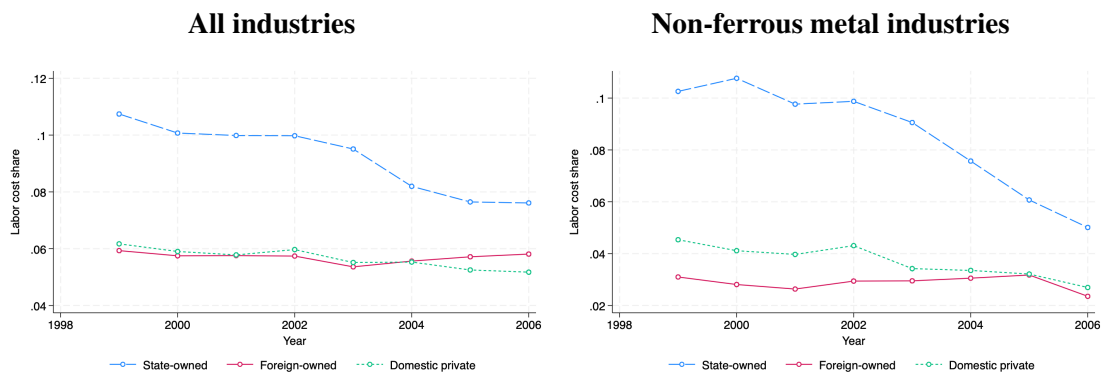 All industries
Non-ferrous metal industries
.12
.1
.08
.06
.04
Labor cost share
1998 2000 2002 2004 2006
Year
State-owned Foreign-owned Domestic private
.1
.08
.06
.04
.02
Labor cost share
1998 2000 2002 2004 2006
Year
State-owned Foreign-owned Domestic private